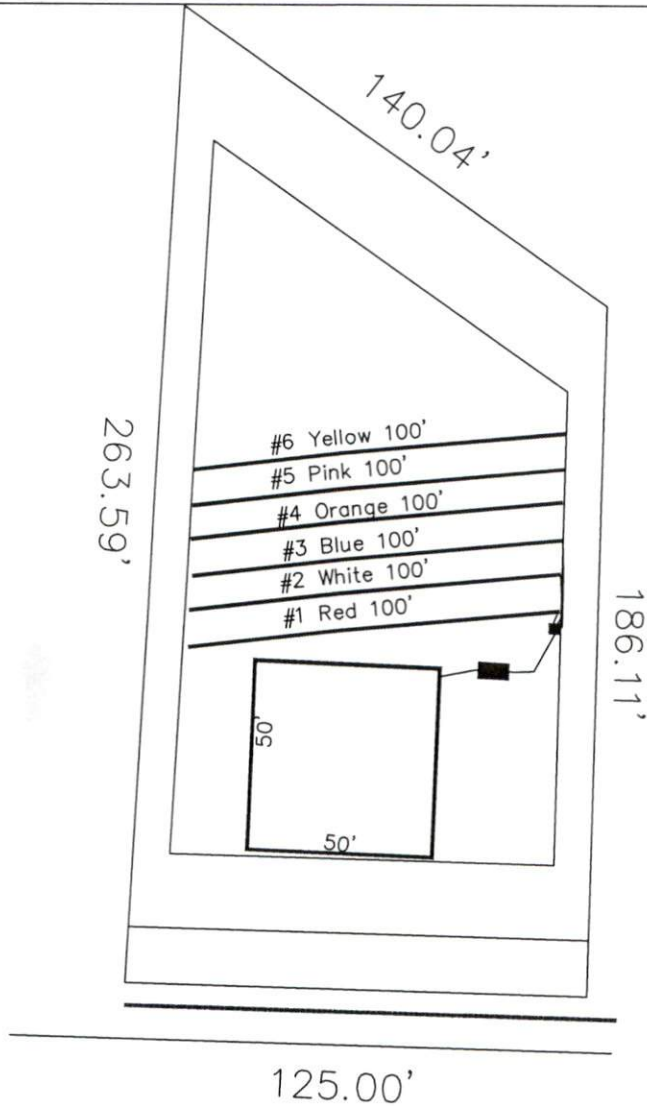 140.04'
#6 Yellow 100'
#5 Pink 100'
#4 Orange 100'
#3 Blue 100'
#2 White 100'
#1 Red 100'
263.59'
186.11'
50'
50'
125.00'